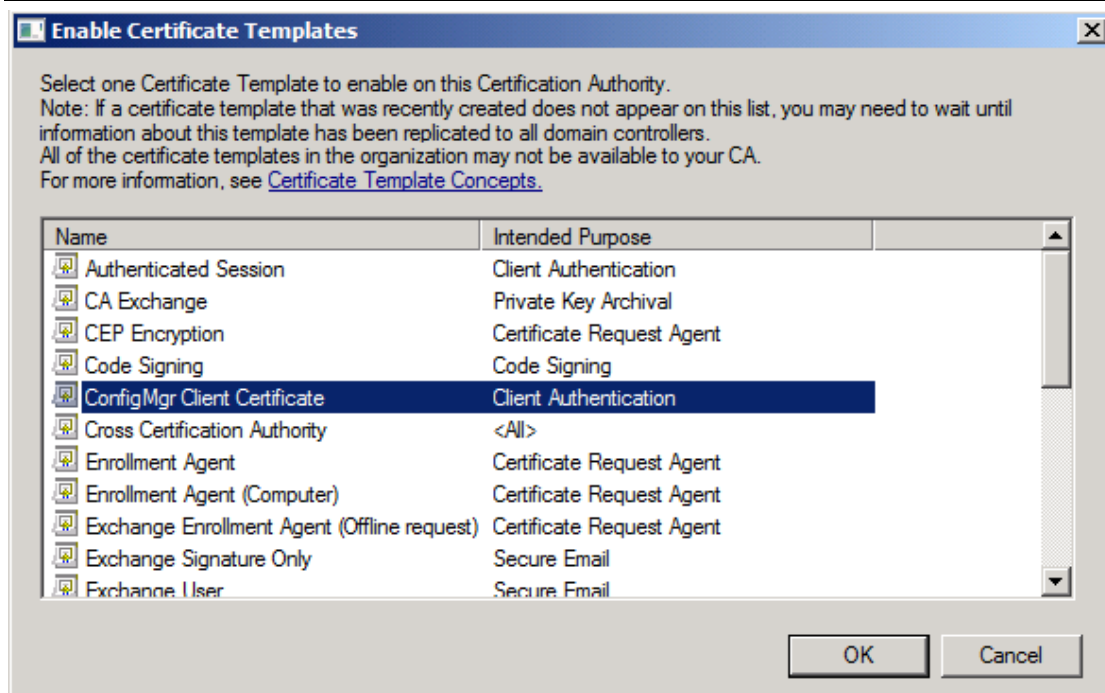 Enable Certificate Templates
Select one Certificate Template to enable on this Certification Authority.
Note: If a certificate template that was recently created does not appear on this list, you may need to wait until
information about this template has been replicated to all domain controllers.
All of the certificate templates in the organization may not be available to your CA.
For more information, see Certificate Template Concepts.
Name Intended Purpose
Authenticated Session Client Authentication
CA Exchange Private Key Archival
CEP Encryption Certificate Request Agent
Code Signing Code Signing
ConfigMgr Client Certificate Client Authentication
Cross Certification Authority <All>
Enrollment Agent Certificate Request Agent
Enrollment Agent (Computer) Certificate Request Agent
Exchange Enrollment Agent (Offline request) Certificate Request Agent
Exchange Signature Only Secure Email
Exchange User Secure Email
OK Cancel